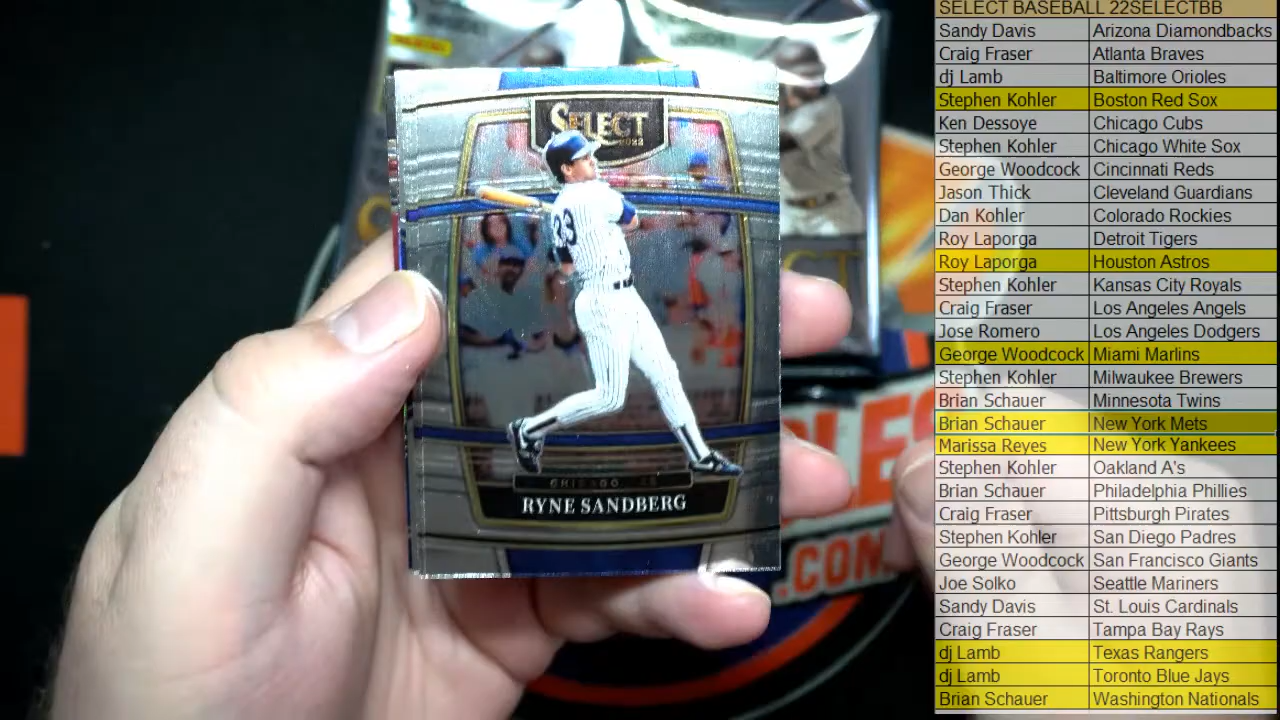 SELECT BASEBALL 22SELECTBB
Sandy Davis Arizona Diamondbacks
Craig Fraser Atlanta Braves
dj Lamb Baltimore Orioles
Stephen Kohler Boston Red Sox
Ken Dessoye Chicago Cubs
Stephen Kohler Chicago White Sox
George Woodcock Cincinnati Reds
Jason Thick Cleveland Guardians
Dan Kohler Colorado Rockies
Roy Laporga Detroit Tigers
Roy Laporga Houston Astros
Stephen Kohler Kansas City Royals
Craig Fraser Los Angeles Angels
Jose Romero Los Angeles Dodgers
George Woodcock Miami Marlins
Stephen Kohler Milwaukee Brewers
Brian Schauer Minnesota Twins
Brian Schauer New York Mets
Marissa Reyes New York Yankees
Stephen Kohler Oakland A's
Brian Schauer Philadelphia Phillies
Craig Fraser Pittsburgh Pirates
Stephen Kohler San Diego Padres
George Woodcock San Francisco Giants
Joe Solko Seattle Mariners
Sandy Davis St. Louis Cardinals
Craig Fraser Tampa Bay Rays
dj Lamb Texas Rangers
dj Lamb Toronto Blue Jays
Brian Schauer Washington Nationals
SELECT
2022
23
CHICAGO
RYNE SANDBERG
.COM